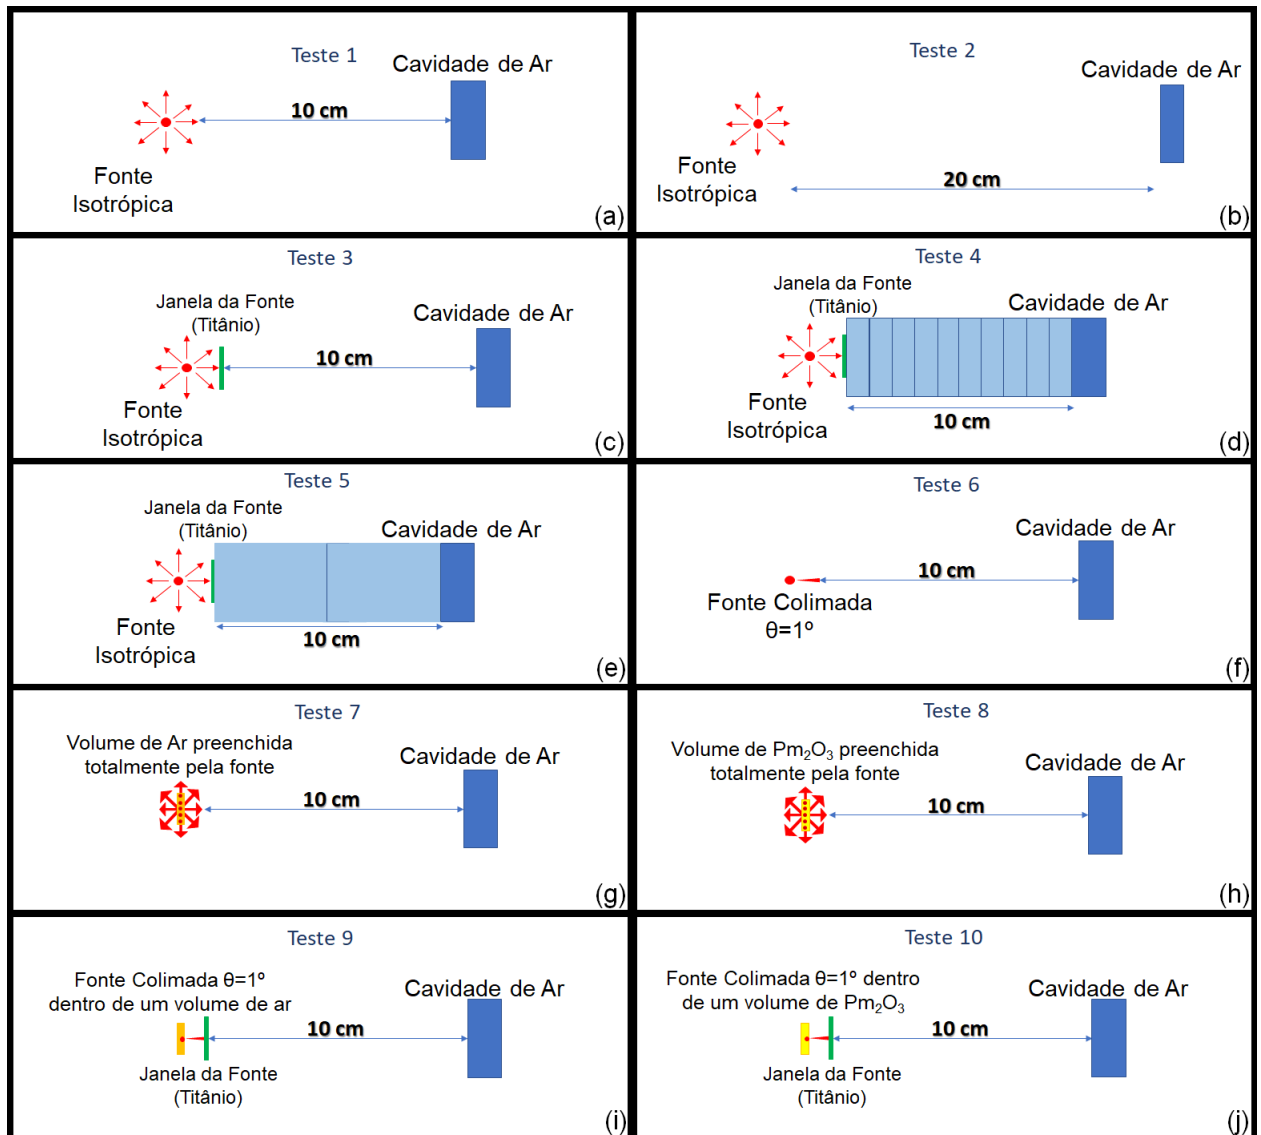 Teste 1
Cavidade de Ar
10 cm
Fonte
Isotrópica
(a)
Teste 2
Cavidade de Ar
20 cm
Fonte
Isotrópica
(b)
Teste 3
Janela da Fonte
(Titânio)
Cavidade de Ar
10 cm
Fonte
Isotrópica
(c)
Teste 4
Janela da Fonte
(Titânio)
Cavidade de Ar
10 cm
Fonte
Isotrópica
(d)
Teste 5
Janela da Fonte
(Titânio)
Cavidade de Ar
10 cm
Fonte
Isotrópica
(e)
Teste 6
Cavidade de Ar
10 cm
Fonte Colimada
θ=1º
(f)
Teste 7
Volume de Ar preenchida
totalmente pela fonte
Cavidade de Ar
10 cm
(g)
Teste 8
Volume de Pm₂O₃ preenchida
totalmente pela fonte
Cavidade de Ar
10 cm
(h)
Teste 9
Fonte Colimada θ=1º
dentro de um volume de ar
Cavidade de Ar
10 cm
Janela da Fonte
(Titânio)
(i)
Teste 10
Fonte Colimada θ=1º dentro
de um volume de Pm₂O₃
Cavidade de Ar
10 cm
Janela da Fonte
(Titânio)
(j)